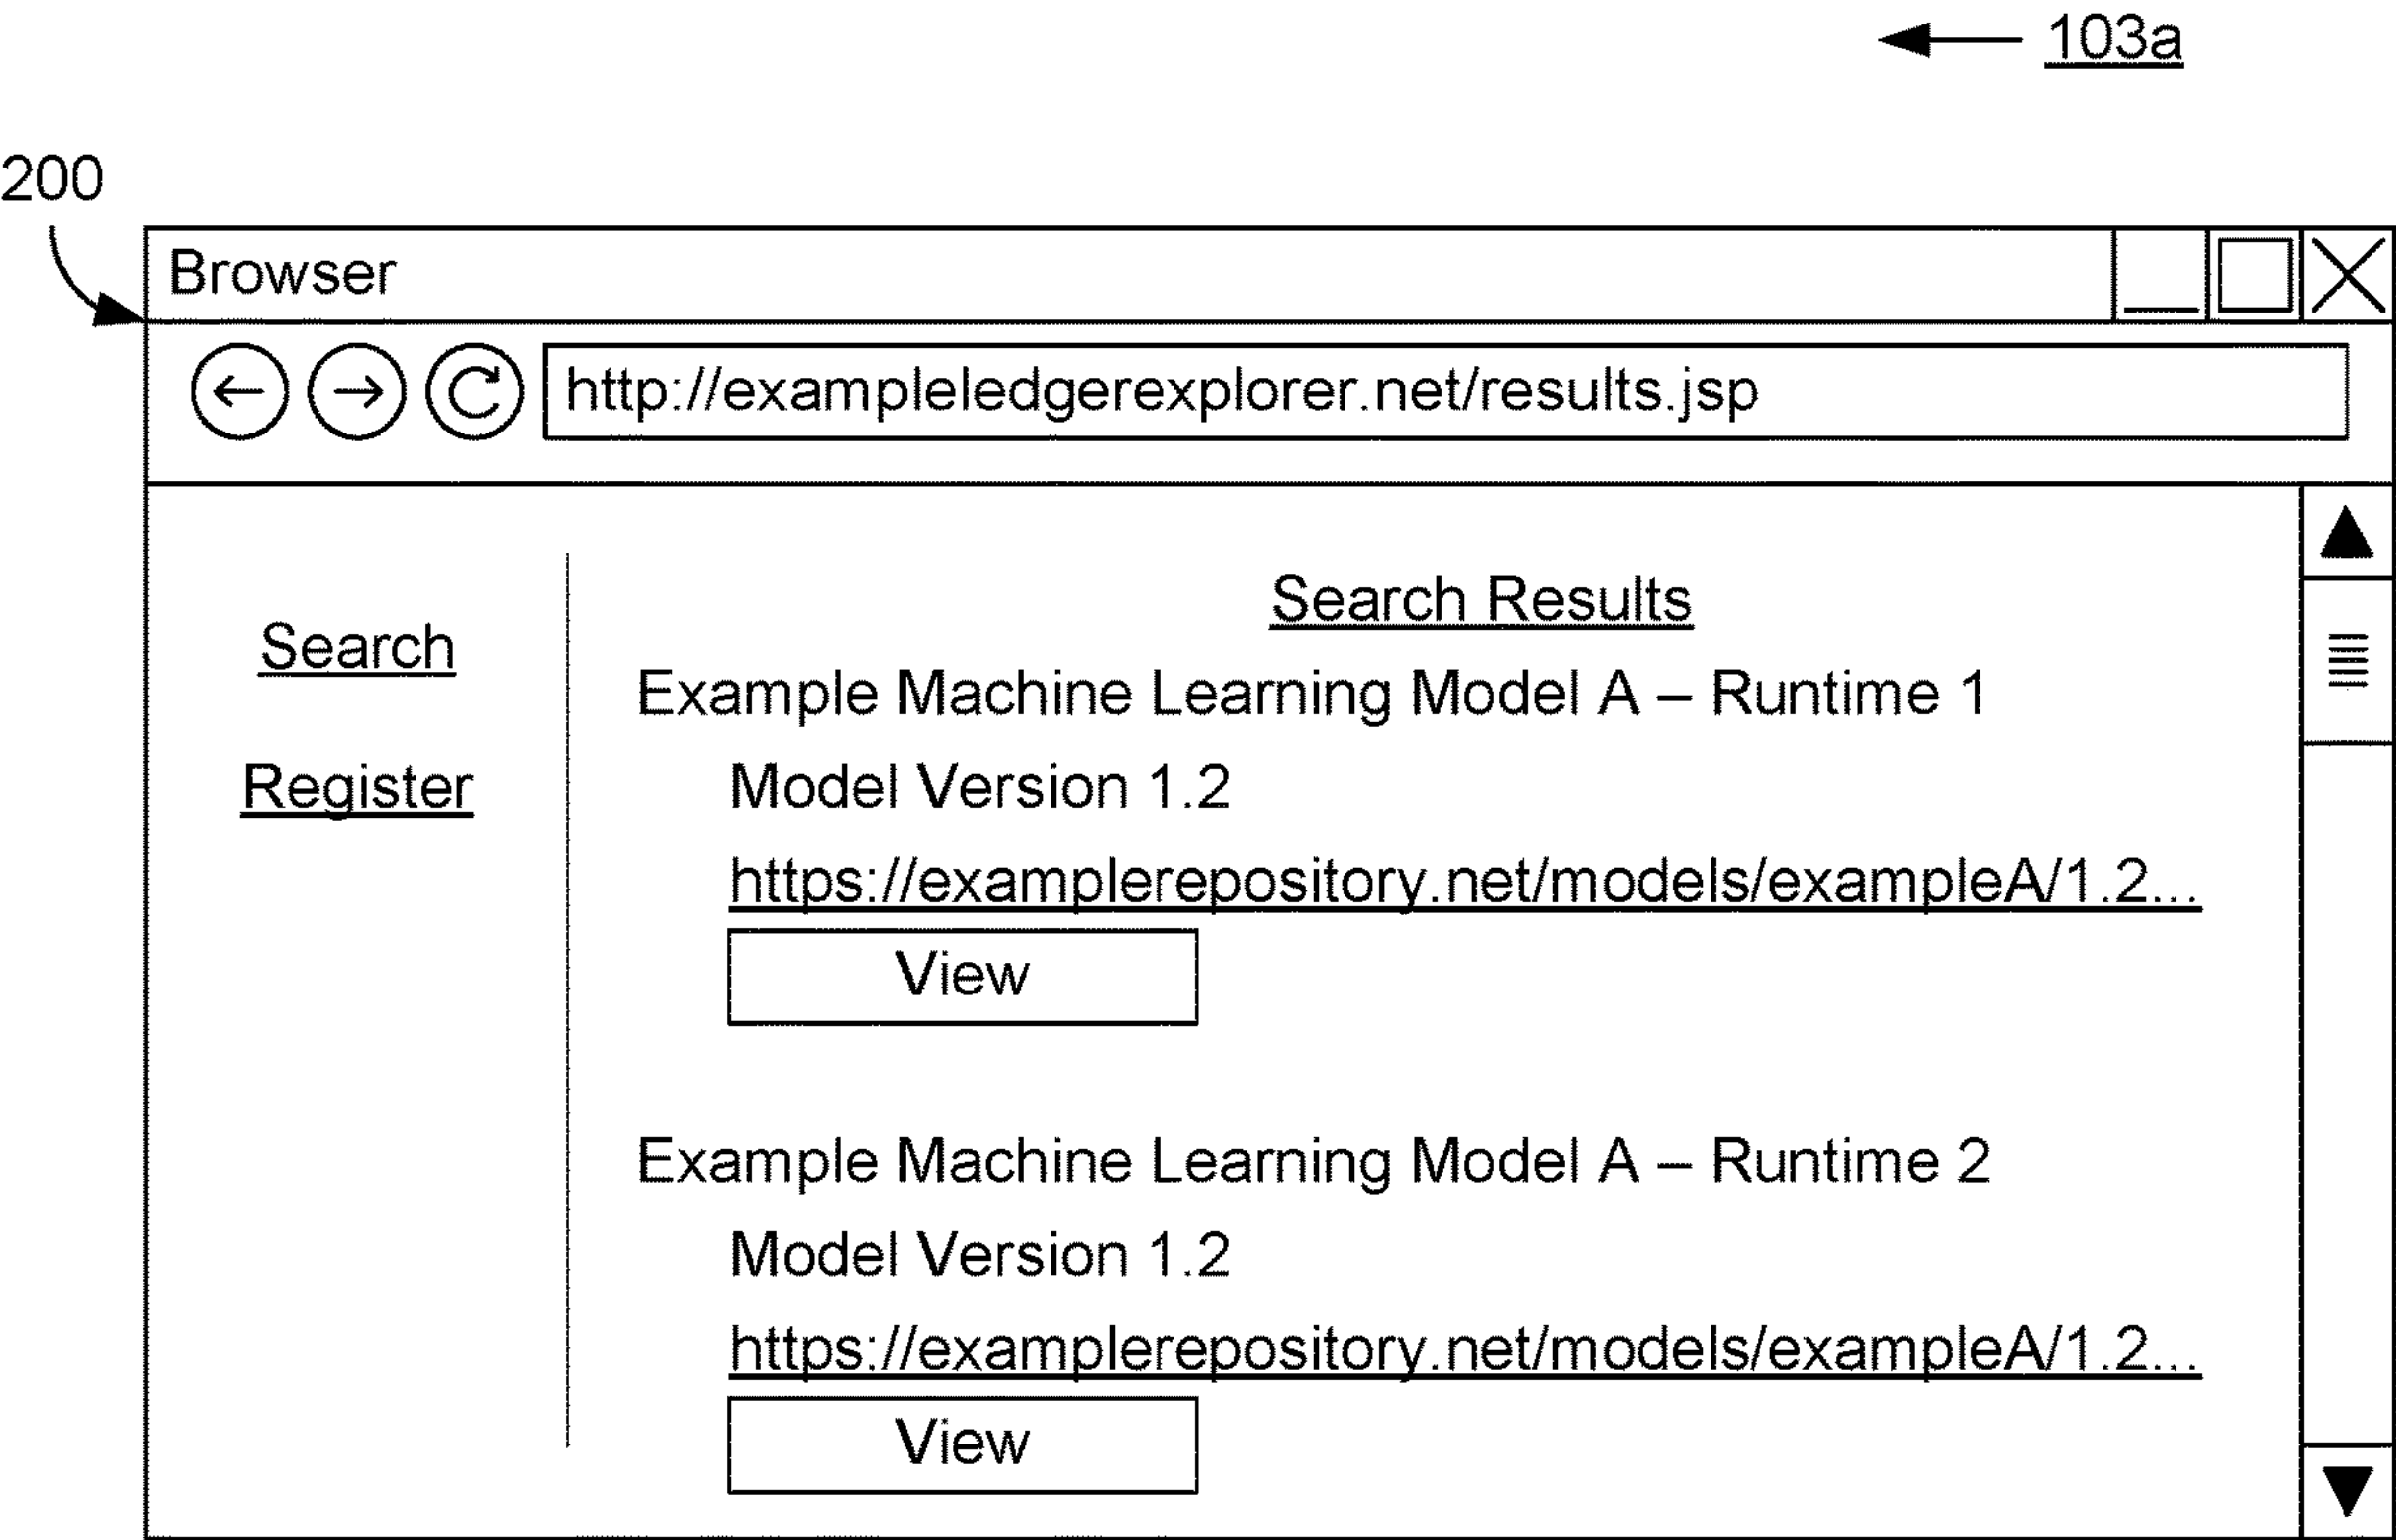 103a
200
Browser
http://exampleledgerexplorer.net/results.jsp
Search
Register
Search Results
Example Machine Learning Model A – Runtime 1
Model Version 1.2
https://examplerepository.net/models/exampleA/1.2...
View
Example Machine Learning Model A – Runtime 2
Model Version 1.2
https://examplerepository.net/models/exampleA/1.2...
View